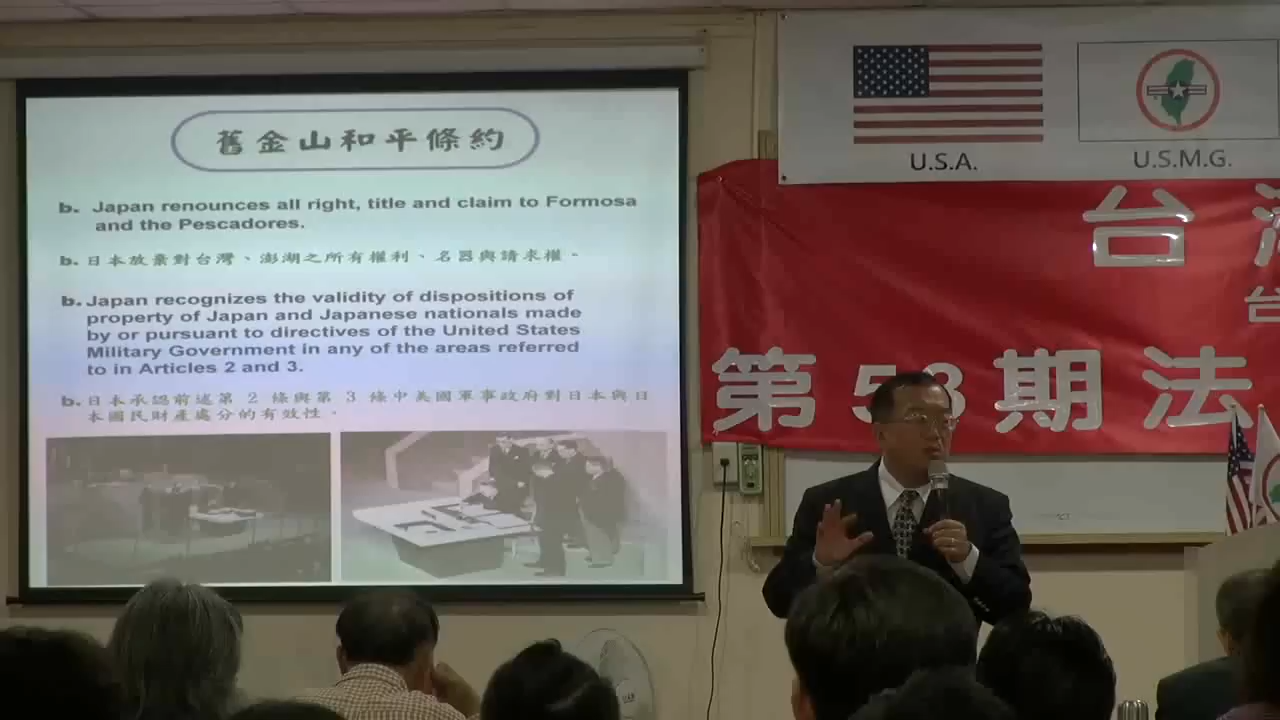 舊金山和平條約
b. Japan renounces all right, title and claim to Formosa
and the Pescadores.
b. 日本放棄對台灣、澎湖之所有權利、名器與請求權。
b. Japan recognizes the validity of dispositions of
property of Japan and Japanese nationals made
by or pursuant to directives of the United States
Military Government in any of the areas referred
to in Articles 2 and 3.
b. 日本承認前述第 2 條與第 3 條中美國軍事政府對日本與日
本國民財產處分的有效性。
U.S.A.
U.S.M.G.
台
台
第 53 期 法